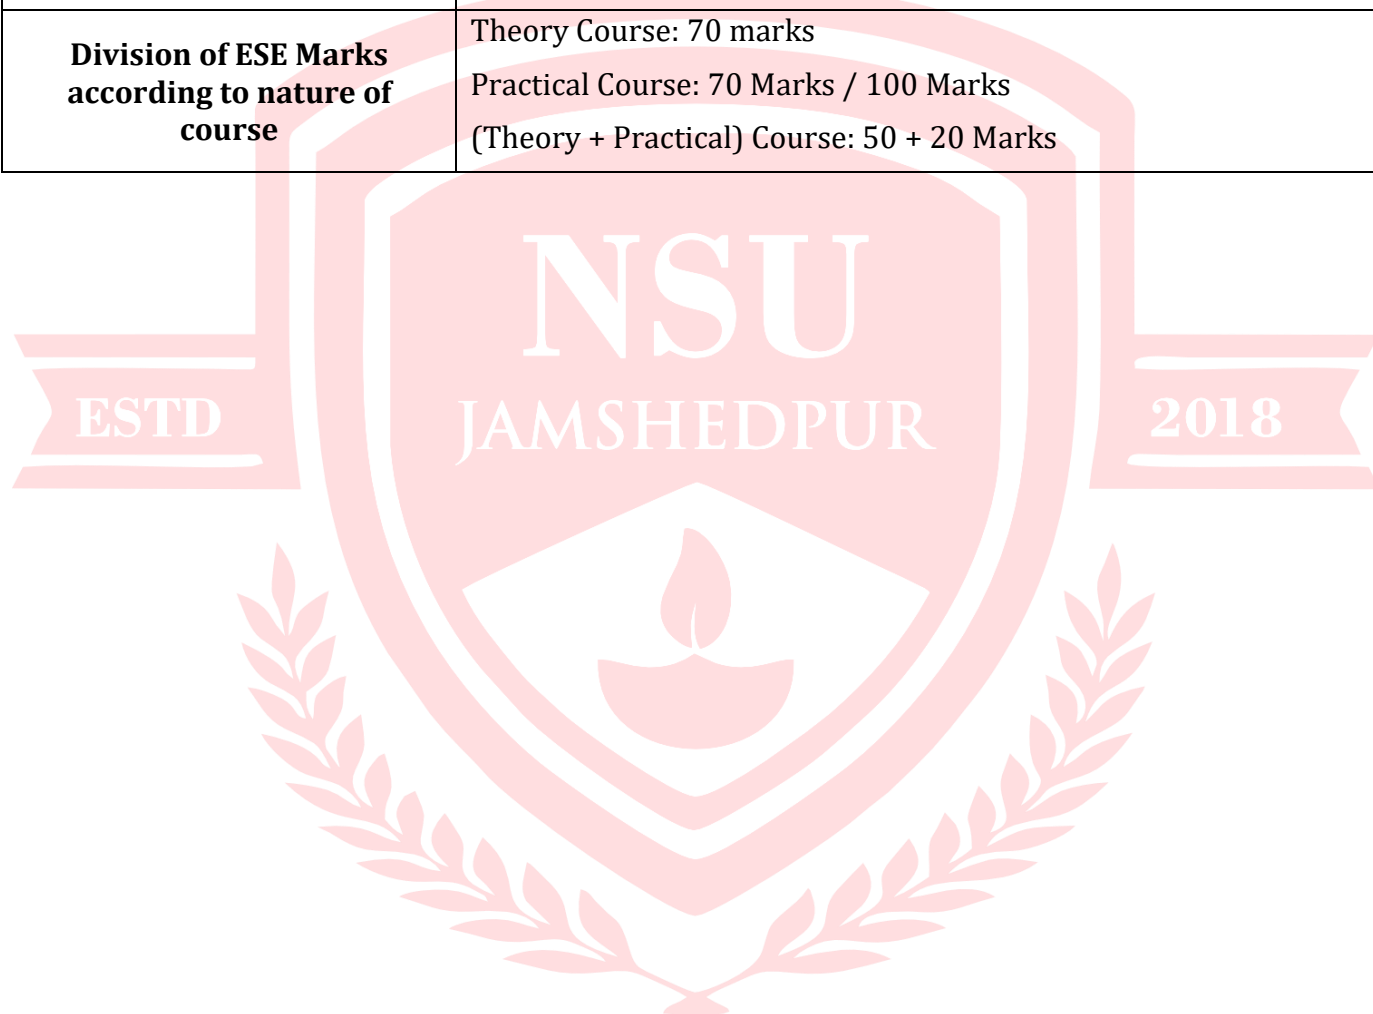 Division of ESE Marks
according to nature of
course
Theory Course: 70 marks
Practical Course: 70 Marks / 100 Marks
(Theory + Practical) Course: 50 + 20 Marks
NSU
JAMSHEDPUR
ESTD
2018